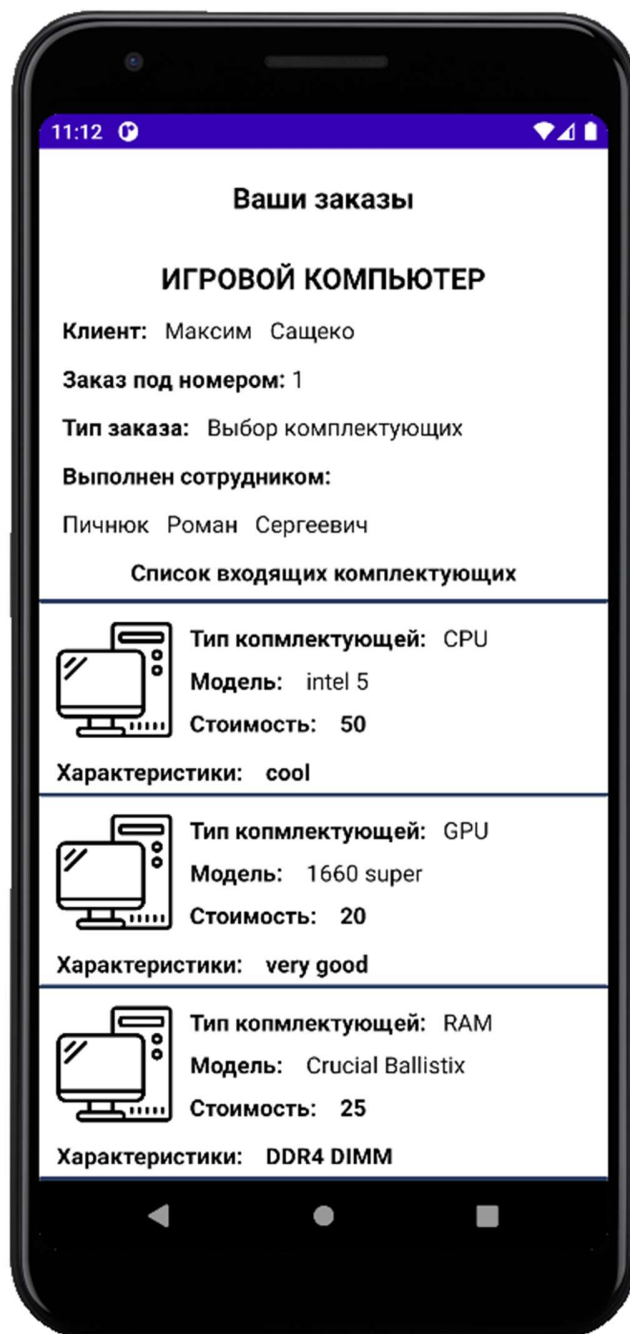 11:12
Ваши заказы
ИГРОВОЙ КОМПЬЮТЕР
Клиент: Максим Сащеко
Заказ под номером: 1
Тип заказа: Выбор комплектующих
Выполнен сотрудником:
Пичнюк Роман Сергеевич
Список входящих комплектующих
Тип копмлектующей: CPU
Модель: intel 5
Стоимость: 50
Характеристики: cool
Тип копмлектующей: GPU
Модель: 1660 super
Стоимость: 20
Характеристики: very good
Тип копмлектующей: RAM
Модель: Crucial Ballistix
Стоимость: 25
Характеристики: DDR4 DIMM